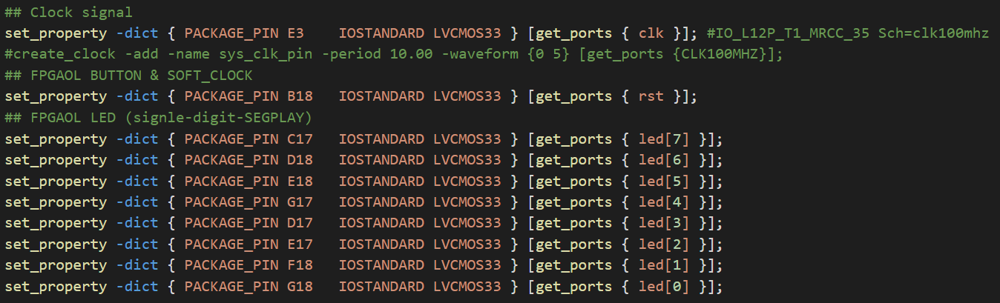 ## Clock signal
set_property -dict { PACKAGE_PIN E3    IOSTANDARD LVCMOS33 } [get_ports { clk }]; #IO_L12P_T1_MRCC_35 Sch=clk100mhz
#create_clock -add -name sys_clk_pin -period 10.00 -waveform {0 5} [get_ports {CLK100MHZ}];
## FPGAOL BUTTON & SOFT_CLOCK
set_property -dict { PACKAGE_PIN B18   IOSTANDARD LVCMOS33 } [get_ports { rst }];
## FPGAOL LED (signle-digit-SEGPLAY)
set_property -dict { PACKAGE_PIN C17   IOSTANDARD LVCMOS33 } [get_ports { led[7] }];
set_property -dict { PACKAGE_PIN D18   IOSTANDARD LVCMOS33 } [get_ports { led[6] }];
set_property -dict { PACKAGE_PIN E18   IOSTANDARD LVCMOS33 } [get_ports { led[5] }];
set_property -dict { PACKAGE_PIN G17   IOSTANDARD LVCMOS33 } [get_ports { led[4] }];
set_property -dict { PACKAGE_PIN D17   IOSTANDARD LVCMOS33 } [get_ports { led[3] }];
set_property -dict { PACKAGE_PIN E17   IOSTANDARD LVCMOS33 } [get_ports { led[2] }];
set_property -dict { PACKAGE_PIN F18   IOSTANDARD LVCMOS33 } [get_ports { led[1] }];
set_property -dict { PACKAGE_PIN G18   IOSTANDARD LVCMOS33 } [get_ports { led[0] }];